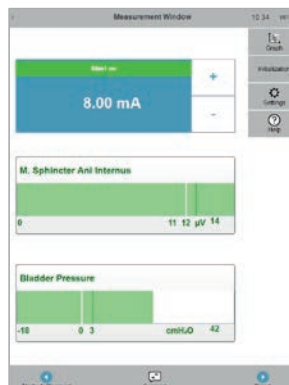 Measurement Window
10 34
Graph
Initialization
+
8.00 mA
-
Settings
Help
M. Sphincter Ani Internus
0 11 12 µV 14
Bladder Pressure
-10 0 3 cmH₂O 42